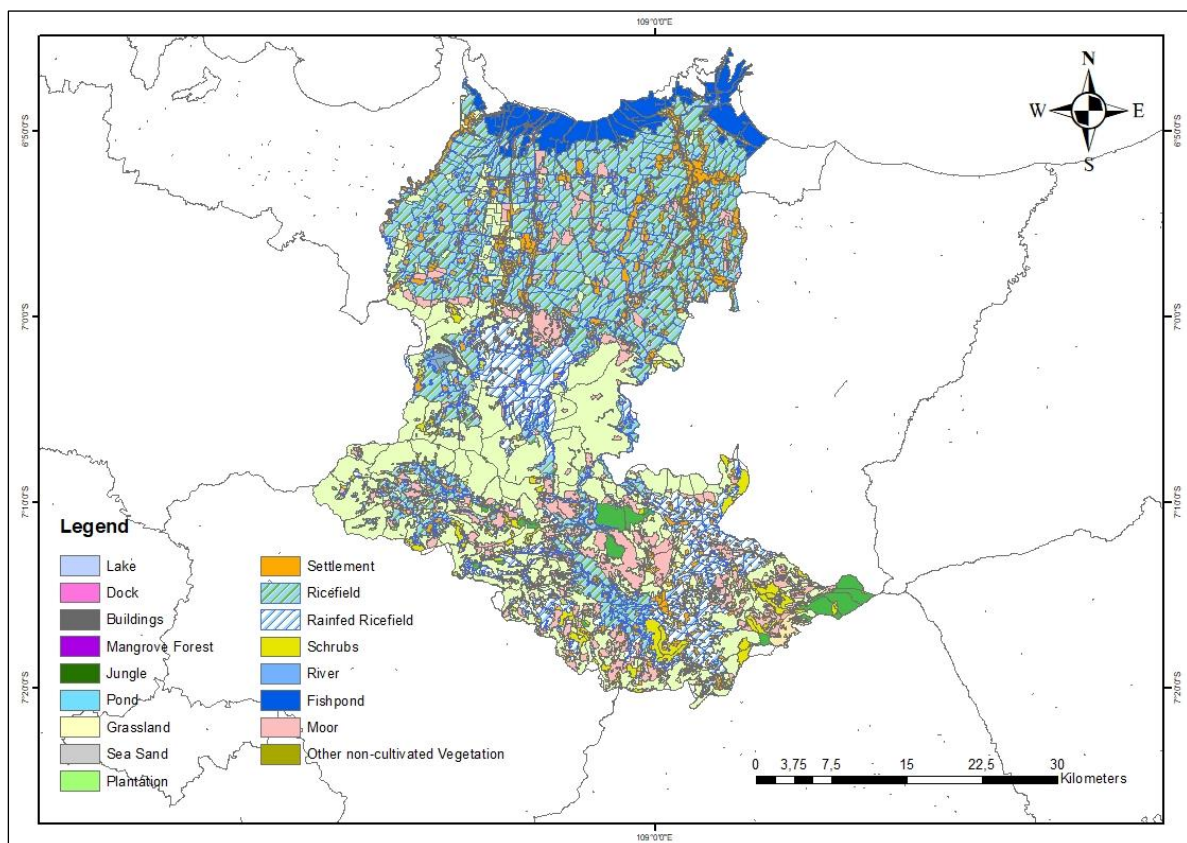 109°0'0"E
N
W E
S
6°50'0"S
6°50'0"S
7°0'0"S
7°0'0"S
7°10'0"S
7°10'0"S
7°20'0"S
7°20'0"S
Legend
Lake
Dock
Buildings
Mangrove Forest
Jungle
Pond
Grassland
Sea Sand
Plantation
Settlement
Ricefield
Rainfed Ricefield
Schrubs
River
Fishpond
Moor
Other non-cultivated Vegetation
0 3,75 7,5 15 22,5 30
Kilometers
109°0'0"E